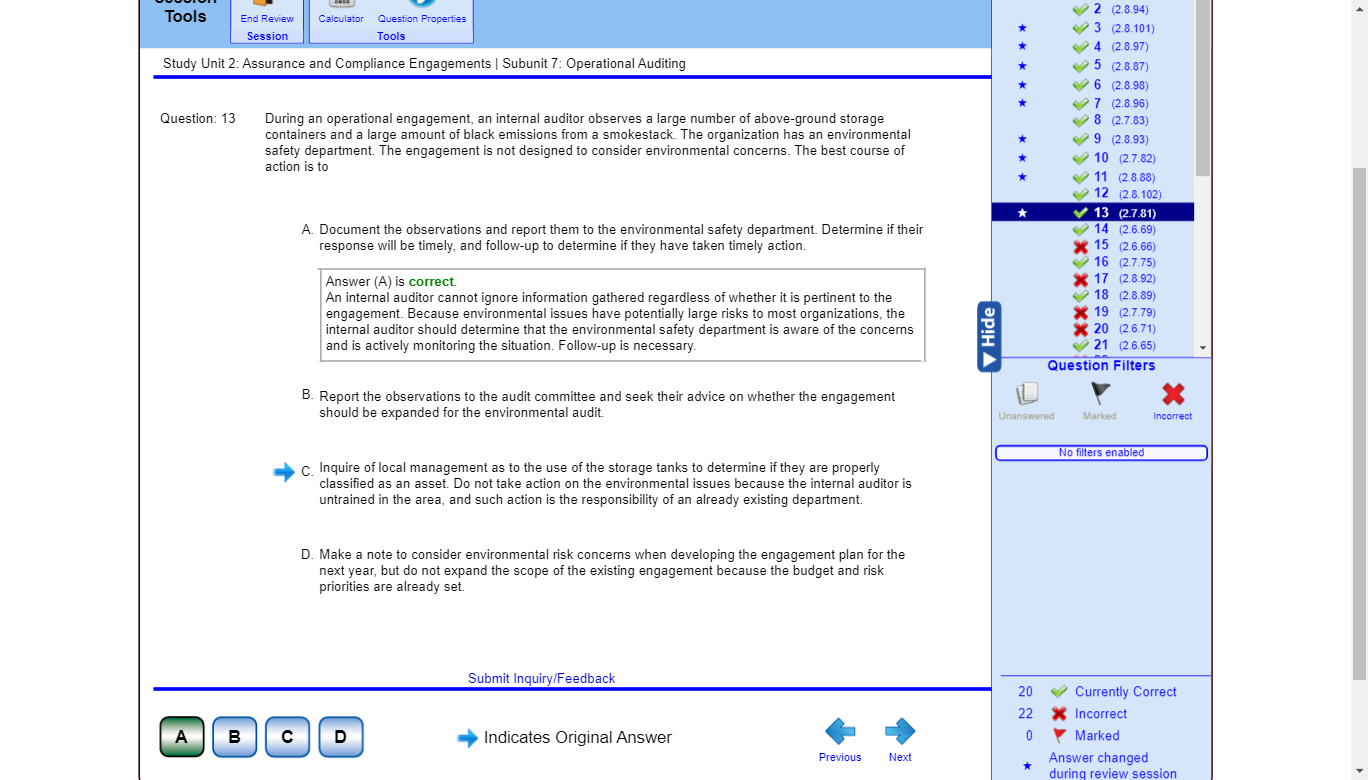 Tools
End Review
Session
Calculator
Question Properties
Tools
Study Unit 2: Assurance and Compliance Engagements | Subunit 7: Operational Auditing
Question: 13
During an operational engagement, an internal auditor observes a large number of above-ground storage
containers and a large amount of black emissions from a smokestack. The organization has an environmental
safety department. The engagement is not designed to consider environmental concerns. The best course of
action is to
A. Document the observations and report them to the environmental safety department. Determine if their
response will be timely, and follow-up to determine if they have taken timely action.
Answer (A) is correct.
An internal auditor cannot ignore information gathered regardless of whether it is pertinent to the
engagement. Because environmental issues have potentially large risks to most organizations, the
internal auditor should determine that the environmental safety department is aware of the concerns
and is actively monitoring the situation. Follow-up is necessary.
B. Report the observations to the audit committee and seek their advice on whether the engagement
should be expanded for the environmental audit.
C. Inquire of local management as to the use of the storage tanks to determine if they are properly
classified as an asset. Do not take action on the environmental issues because the internal auditor is
untrained in the area, and such action is the responsibility of an already existing department.
D. Make a note to consider environmental risk concerns when developing the engagement plan for the
next year, but do not expand the scope of the existing engagement because the budget and risk
priorities are already set.
Submit Inquiry/Feedback
A B C D
Indicates Original Answer
Previous
Next
2 (2.8.94)
3 (2.8.101)
4 (2.8.97)
5 (2.8.87)
6 (2.8.98)
7 (2.8.96)
8 (2.7.83)
9 (2.8.93)
10 (2.7.82)
11 (2.8.88)
12 (2.8.102)
13 (2.7.81)
14 (2.6.69)
15 (2.6.66)
16 (2.7.75)
17 (2.8.92)
18 (2.8.89)
19 (2.7.79)
20 (2.6.71)
21 (2.6.65)
Hide
Question Filters
Unanswered
Marked
Incorrect
No filters enabled
20 Currently Correct
22 Incorrect
0 Marked
Answer changed
during review session